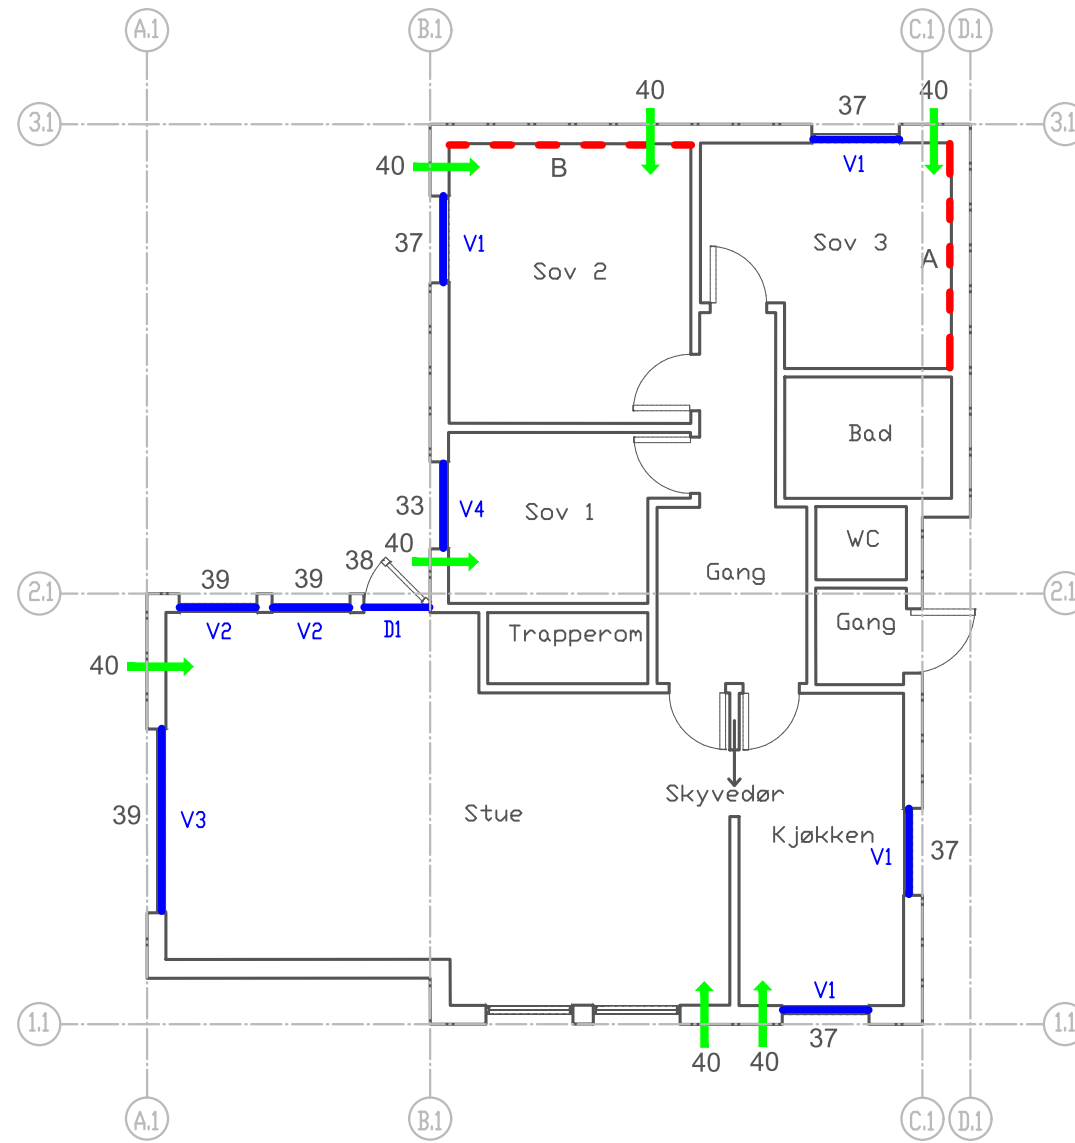 A.1
B.1
C.1
D.1
40
37
40
3.1
3.1
40
B
V1
37
V1
Sov 2
Sov 3
A
Bad
33
V4
Sov 1
WC
40
38
Gang
39
39
2.1
2.1
V2
V2
D1
Trapperom
Gang
40
Skyvedør
39
V3
Stue
Kjøkken
V1
37
V1
1.1
1.1
37
40
40
A.1
B.1
C.1
D.1